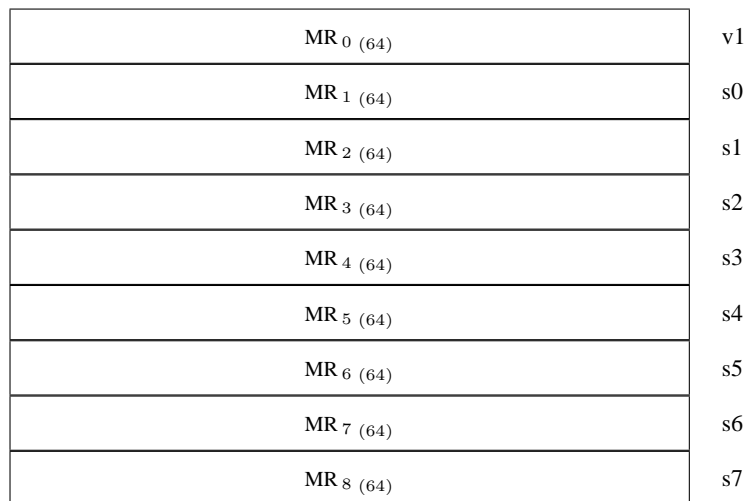 MR 0 (64) v1
MR 1 (64) s0
MR 2 (64) s1
MR 3 (64) s2
MR 4 (64) s3
MR 5 (64) s4
MR 6 (64) s5
MR 7 (64) s6
MR 8 (64) s7